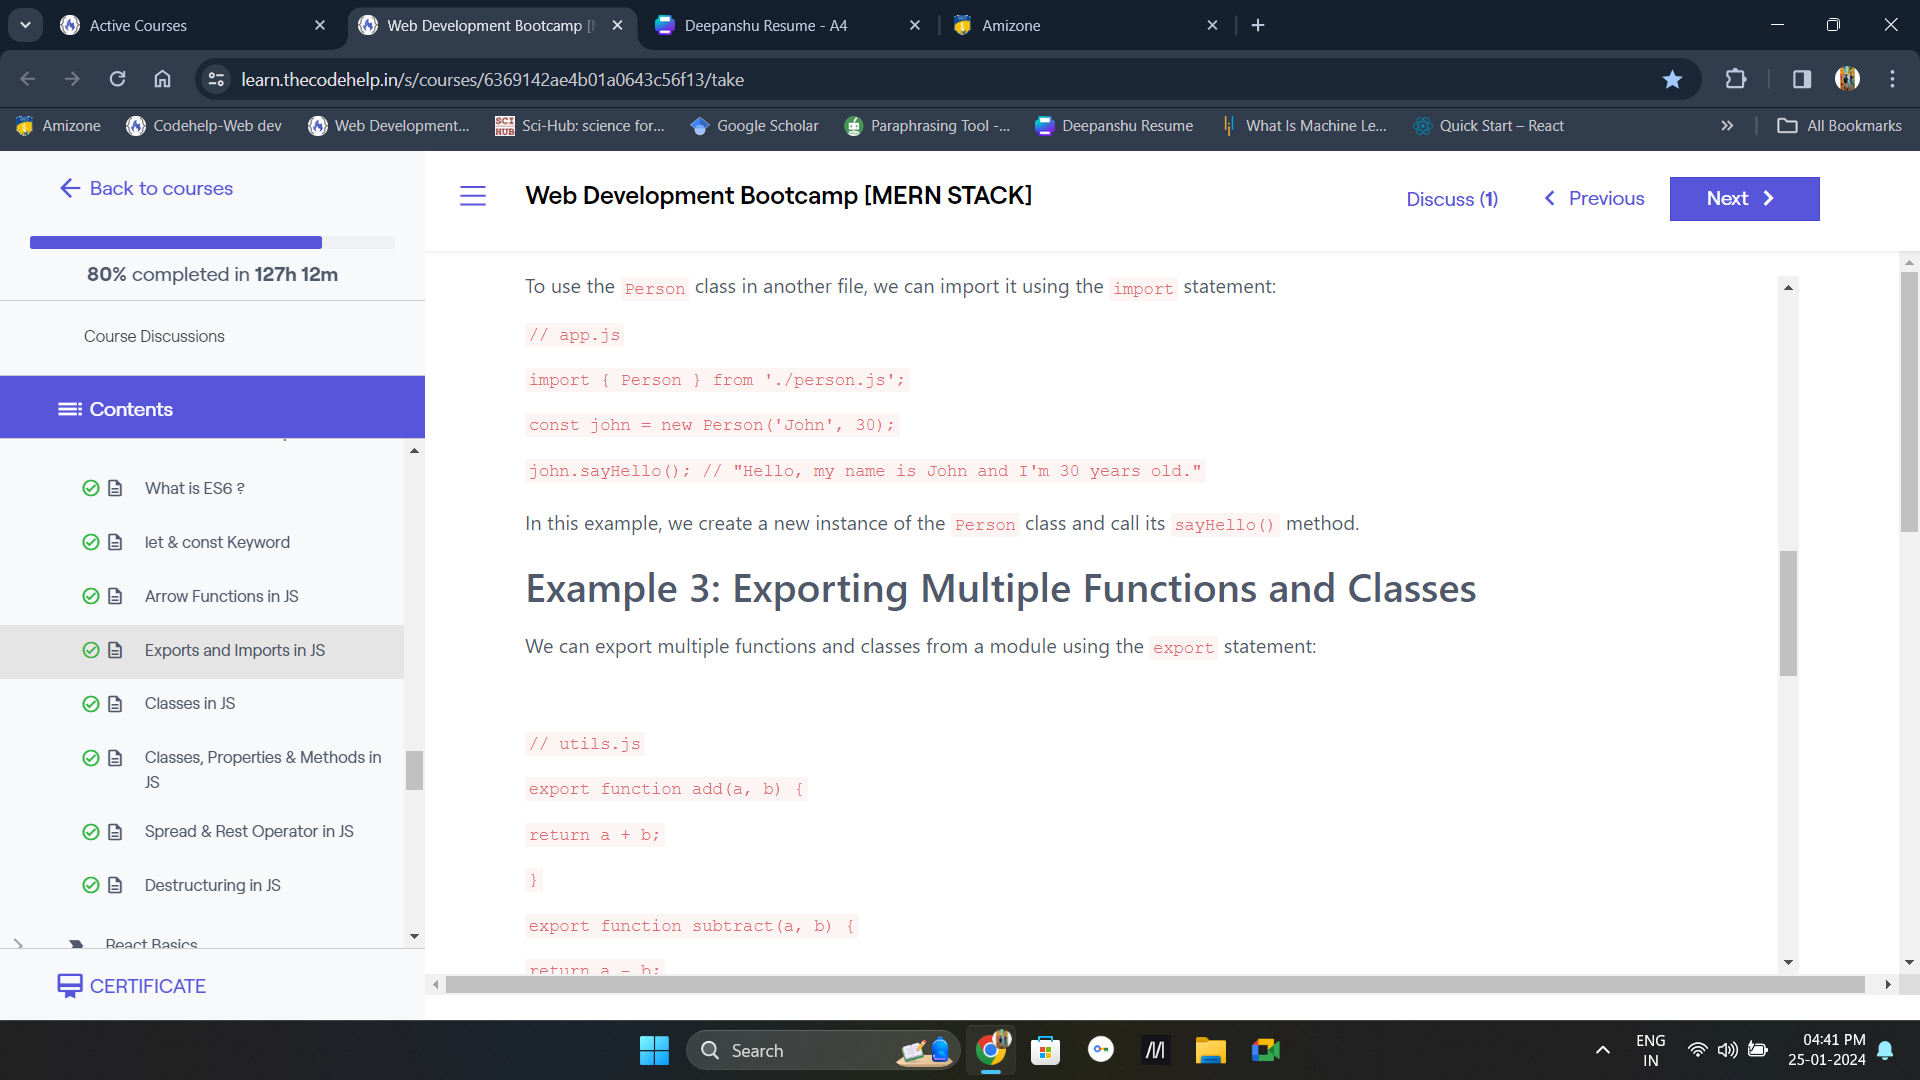 Active Courses
Web Development Bootcamp [
Deepanshu Resume - A4
Amizone
learn.thecodehelp.in/s/courses/6369142ae4b01a0643c56f13/take
Amizone
Codehelp-Web dev
Web Development...
SCI HUB
Sci-Hub: science for...
Google Scholar
Paraphrasing Tool -...
Deepanshu Resume
What Is Machine Le...
Quick Start – React
»
All Bookmarks
Back to courses
80% completed in 127h 12m
Course Discussions
Contents
What is ES6 ?
let & const Keyword
Arrow Functions in JS
Exports and Imports in JS
Classes in JS
Classes, Properties & Methods in
JS
Spread & Rest Operator in JS
Destructuring in JS
React Basics
CERTIFICATE
Web Development Bootcamp [MERN STACK]
Discuss (1)
Previous
Next
To use the Person class in another file, we can import it using the import statement:
// app.js
import { Person } from './person.js';
const john = new Person('John', 30);
john.sayHello(); // "Hello, my name is John and I'm 30 years old."
In this example, we create a new instance of the Person class and call its sayHello() method.
Example 3: Exporting Multiple Functions and Classes
We can export multiple functions and classes from a module using the export statement:
// utils.js
export function add(a, b) {
return a + b;
}
export function subtract(a, b) {
return a - b;
Search
ENG
IN
04:41 PM
25-01-2024